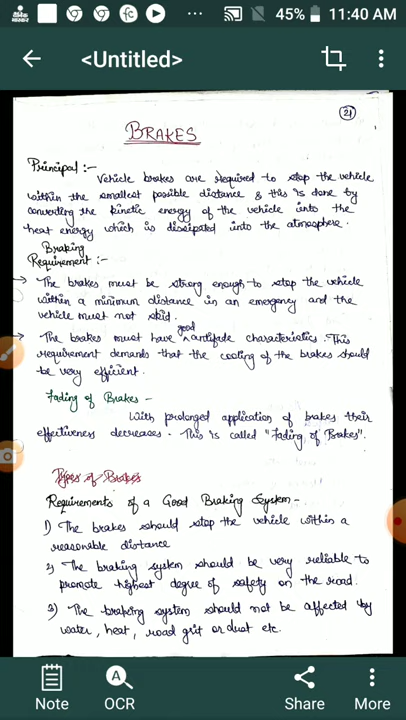 45% 11:40 AM
<Untitled>
21
BRAKES
Principal :-
Vehicle brakes are required to stop the vehicle
within the smallest possible distance & this is done by
converting the kinetic energy of the vehicle into the
heat energy which is dissipated into the atmosphere.
Braking
Requirement :-
→ The brakes must be strong enough to stop the vehicle
within a minimum distance in an emergency and the
vehicle must not skid.
good
→ The brakes must have ^ antifade characteristics. This
requirement demands that the cooling of the brakes should
be very efficient.
Fading of Brakes -
With prolonged application of brakes their
effectiveness decreases. This is called "Fading of Brakes".
Types of Brakes
Requirements of a Good Braking System -
1) The brakes should stop the vehicle within a
reasonable distance
2) The braking system should be very reliable to
promote highest degree of safety on the road.
3) The braking system should not be affected by
water, heat, road grit or dust etc.
Note OCR Share More